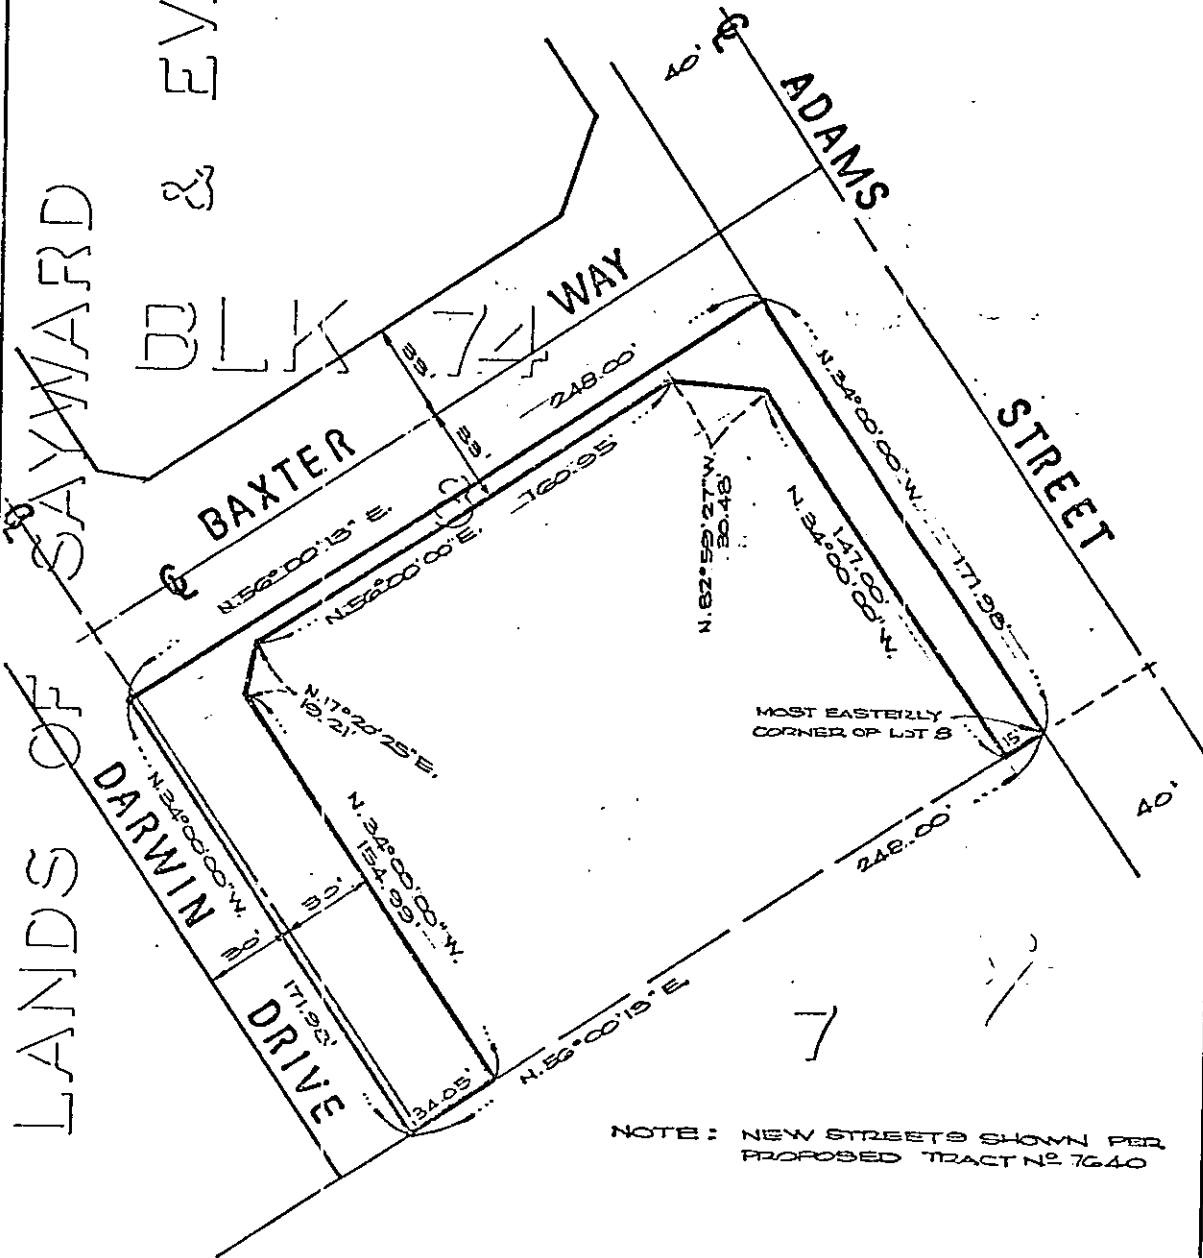 LANDS OF SAYWARD
& EV
BLK
ADAMS STREET
40'
℄
BAXTER WAY
℄
33'
33'
248.00'
N.56°00'13" E.
N.56°00'00"E.
160.95'
N.34°00'00"W.
171.98'
N.82°59'27"W.
30.48'
147.00'
N.34°00'00"W.
℄
N.17°20'25"E.
19.21'
MOST EASTERLY
CORNER OF LOT 8
15'
40'
DARWIN DRIVE
N.34°00'00"W.
171.98'
30'
30'
N.34°00'00"W.
154.99'
34.05'
248.00'
N.56°00'13"E.
7
NOTE: NEW STREETS SHOWN PER
PROPOSED TRACT Nº 7640